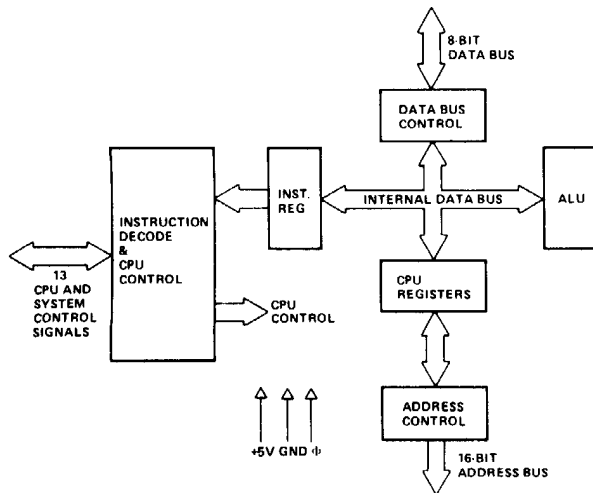 8-BIT
DATA BUS
DATA BUS
CONTROL
INST.
REG
INTERNAL DATA BUS
ALU
INSTRUCTION
DECODE
&
CPU
CONTROL
13
CPU AND
SYSTEM
CONTROL
SIGNALS
CPU
CONTROL
CPU
REGISTERS
ADDRESS
CONTROL
+5V GND Φ
16-BIT
ADDRESS BUS